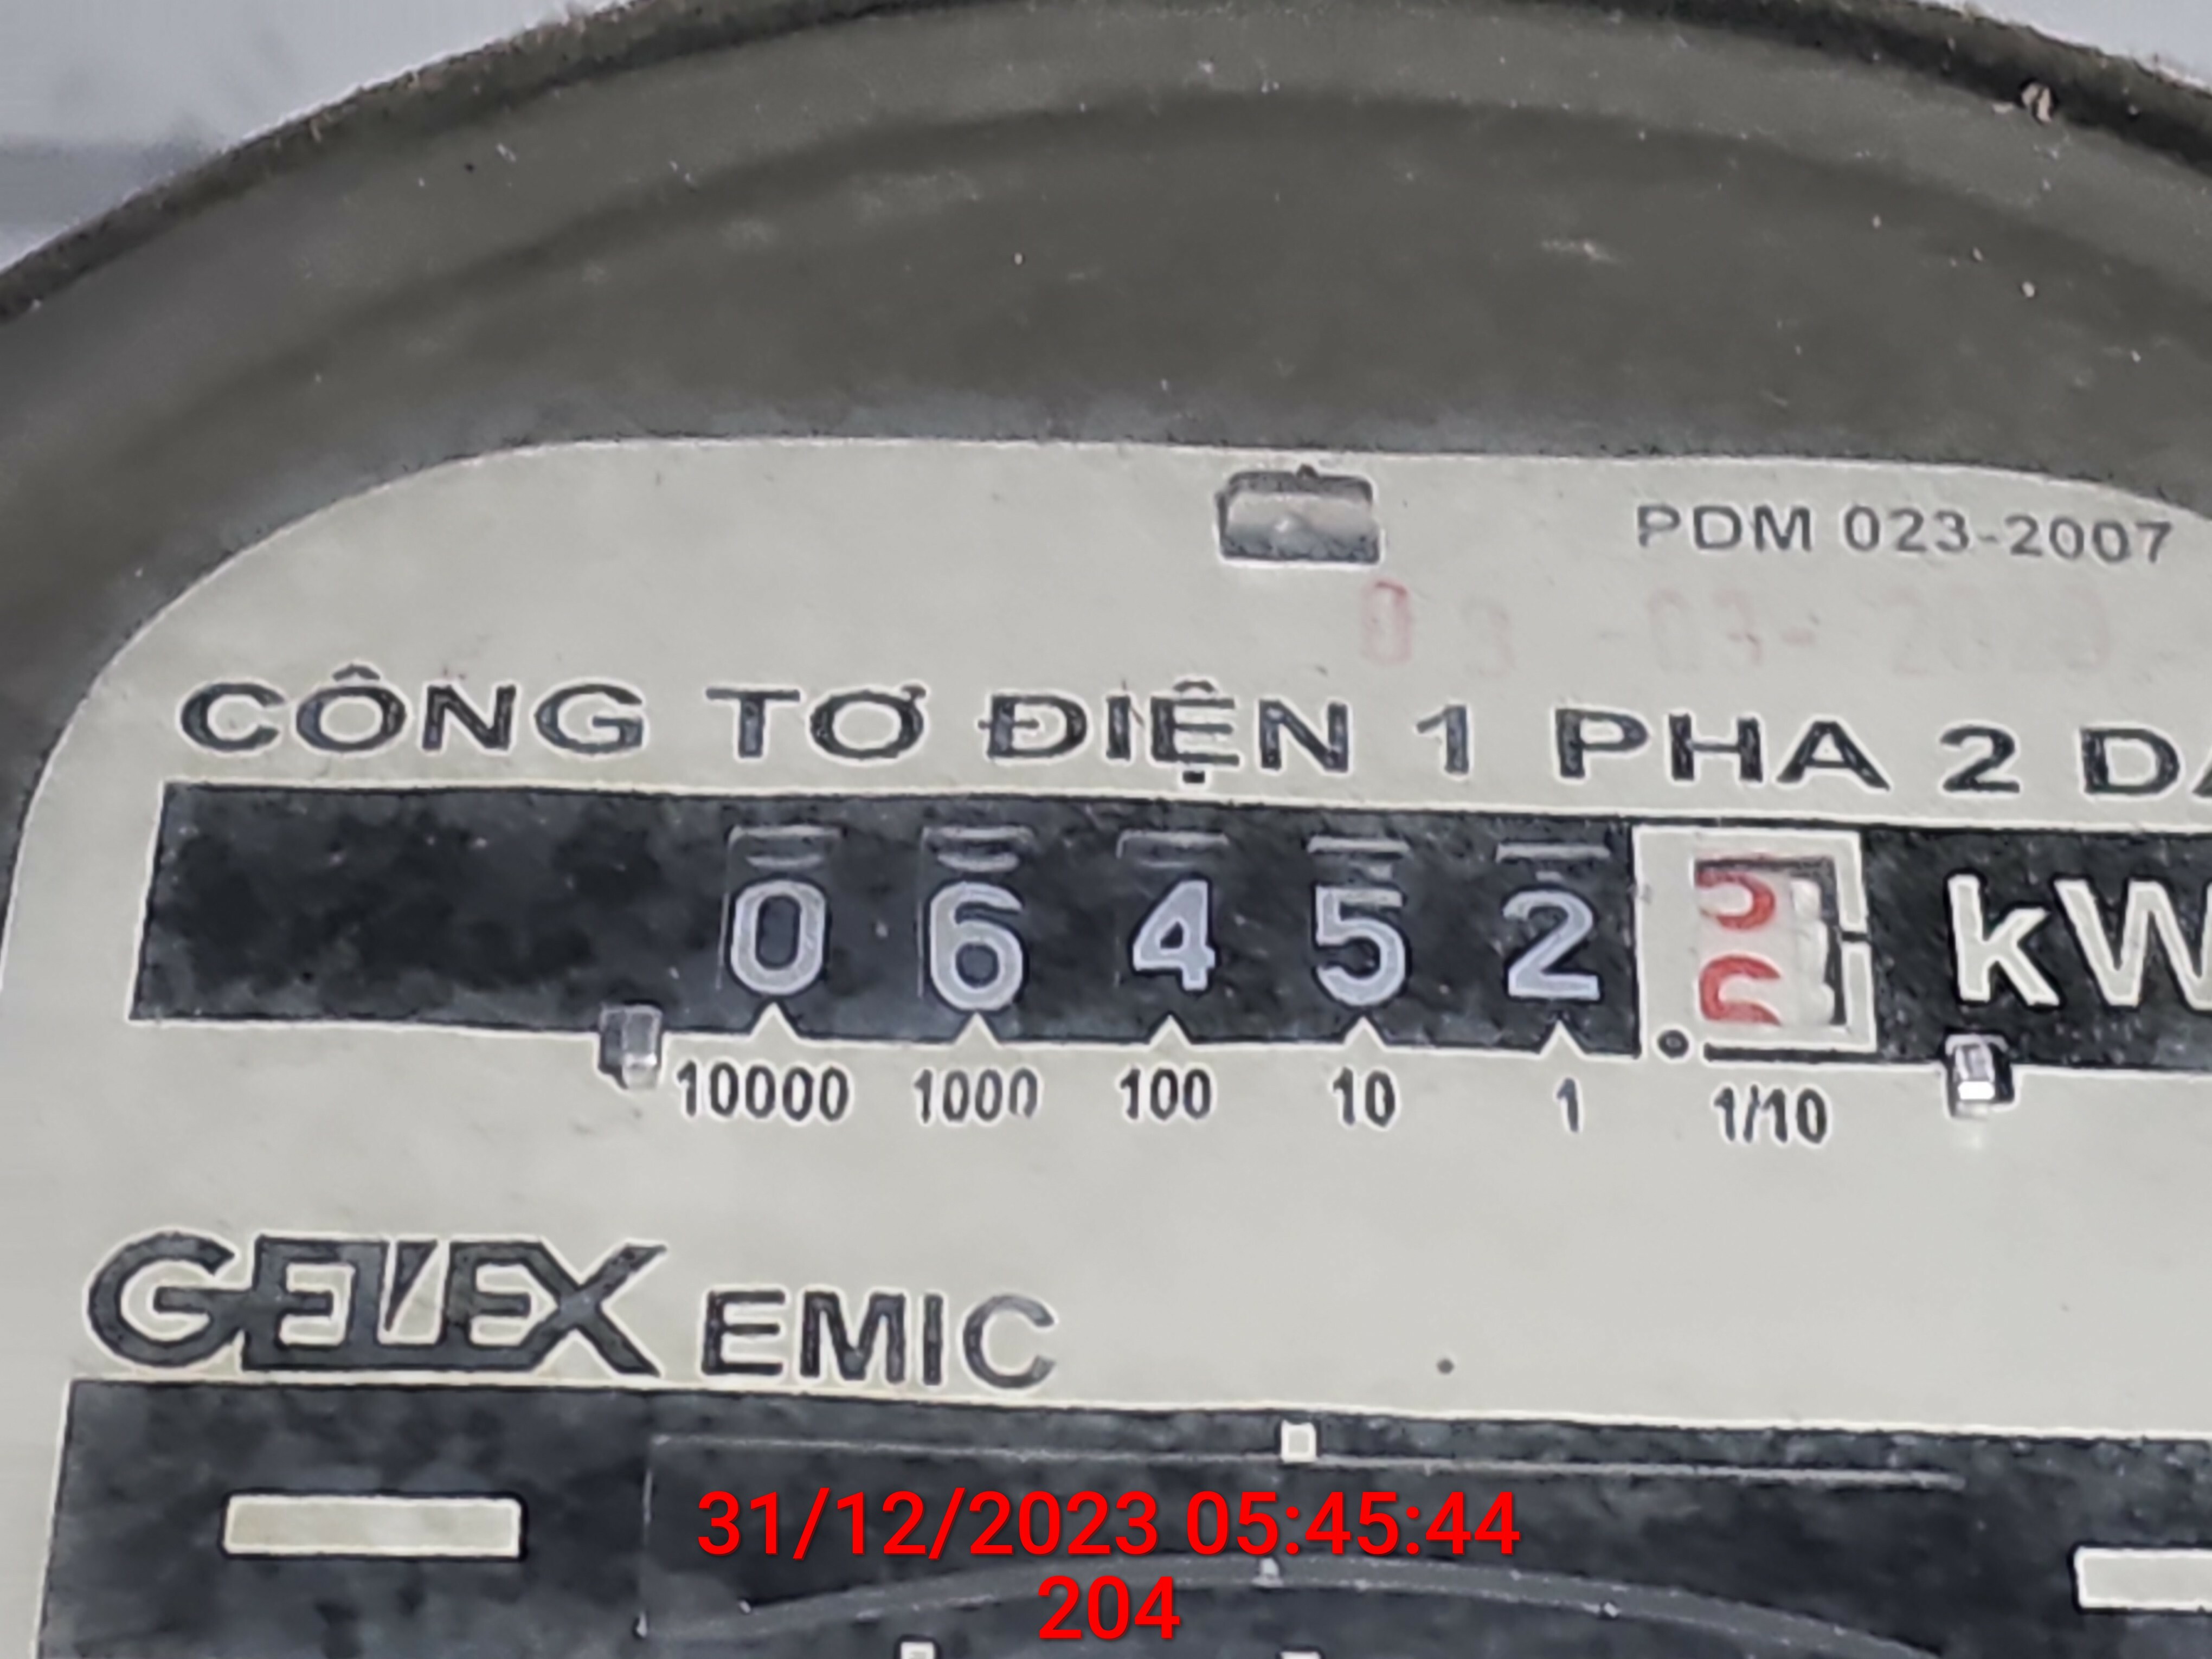 PDM 023-2007
CÔNG TƠ ĐIỆN 1 PHA 2
0 6 4 5 2 kW
10000 1000 100 10 1 1/10
GELEX EMIC
31/12/2023 05:45:44
204